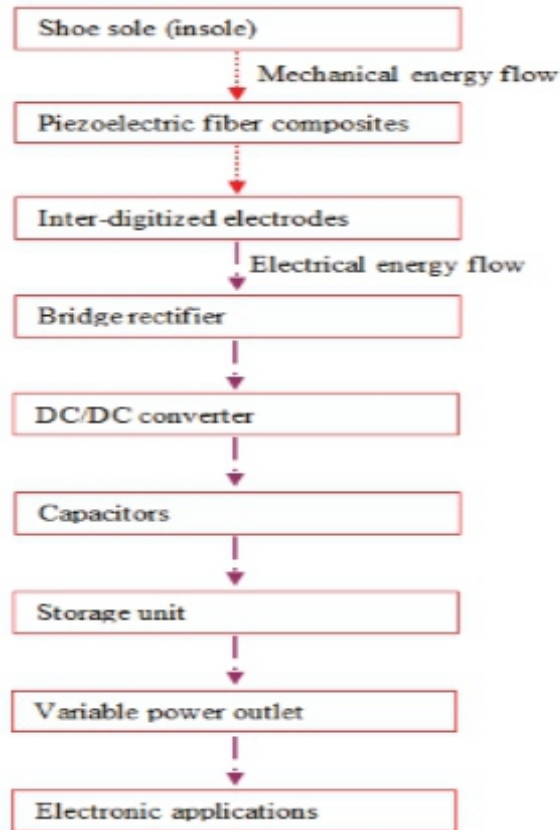 Shoe sole (insole)
Mechanical energy flow
Piezoelectric fiber composites
Inter-digitized electrodes
Electrical energy flow
Bridge rectifier
DC/DC converter
Capacitors
Storage unit
Variable power outlet
Electronic applications